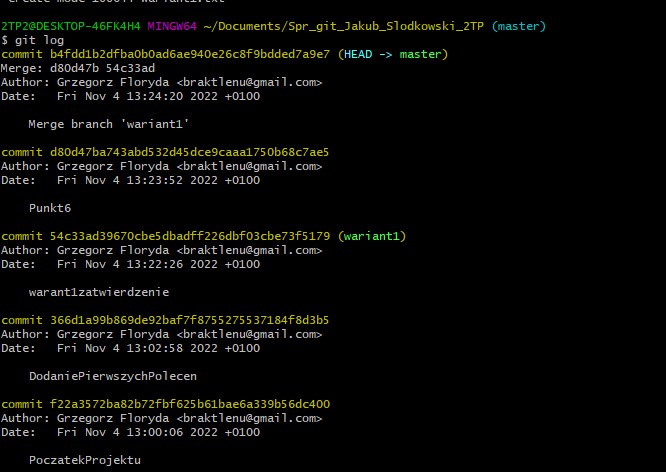 2TP2@DESKTOP-46FK4H4 MINGW64 ~/Documents/Spr_git_Jakub_Slodkowski_2TP (master)
$ git log
commit b4fdd1b2dfba0b0ad6ae940e26c8f9bdded7a9e7 (HEAD -> master)
Merge: d80d47b 54c33ad
Author: Grzegorz Floryda <braktlenu@gmail.com>
Date:   Fri Nov 4 13:24:20 2022 +0100
    Merge branch 'wariant1'
commit d80d47ba743abd532d45dce9caaa1750b68c7ae5
Author: Grzegorz Floryda <braktlenu@gmail.com>
Date:   Fri Nov 4 13:23:52 2022 +0100
    Punkt6
commit 54c33ad39670cbe5dbadff226dbf03cbe73f5179 (wariant1)
Author: Grzegorz Floryda <braktlenu@gmail.com>
Date:   Fri Nov 4 13:22:26 2022 +0100
    warant1zatwierdzenie
commit 366d1a99b869de92baf7f8755275537184f8d3b5
Author: Grzegorz Floryda <braktlenu@gmail.com>
Date:   Fri Nov 4 13:02:58 2022 +0100
    DodaniePierwszychPolecen
commit f22a3572ba82b72fbf625b61bae6a339b56dc400
Author: Grzegorz Floryda <braktlenu@gmail.com>
Date:   Fri Nov 4 13:00:06 2022 +0100
    PoczatekProjektu